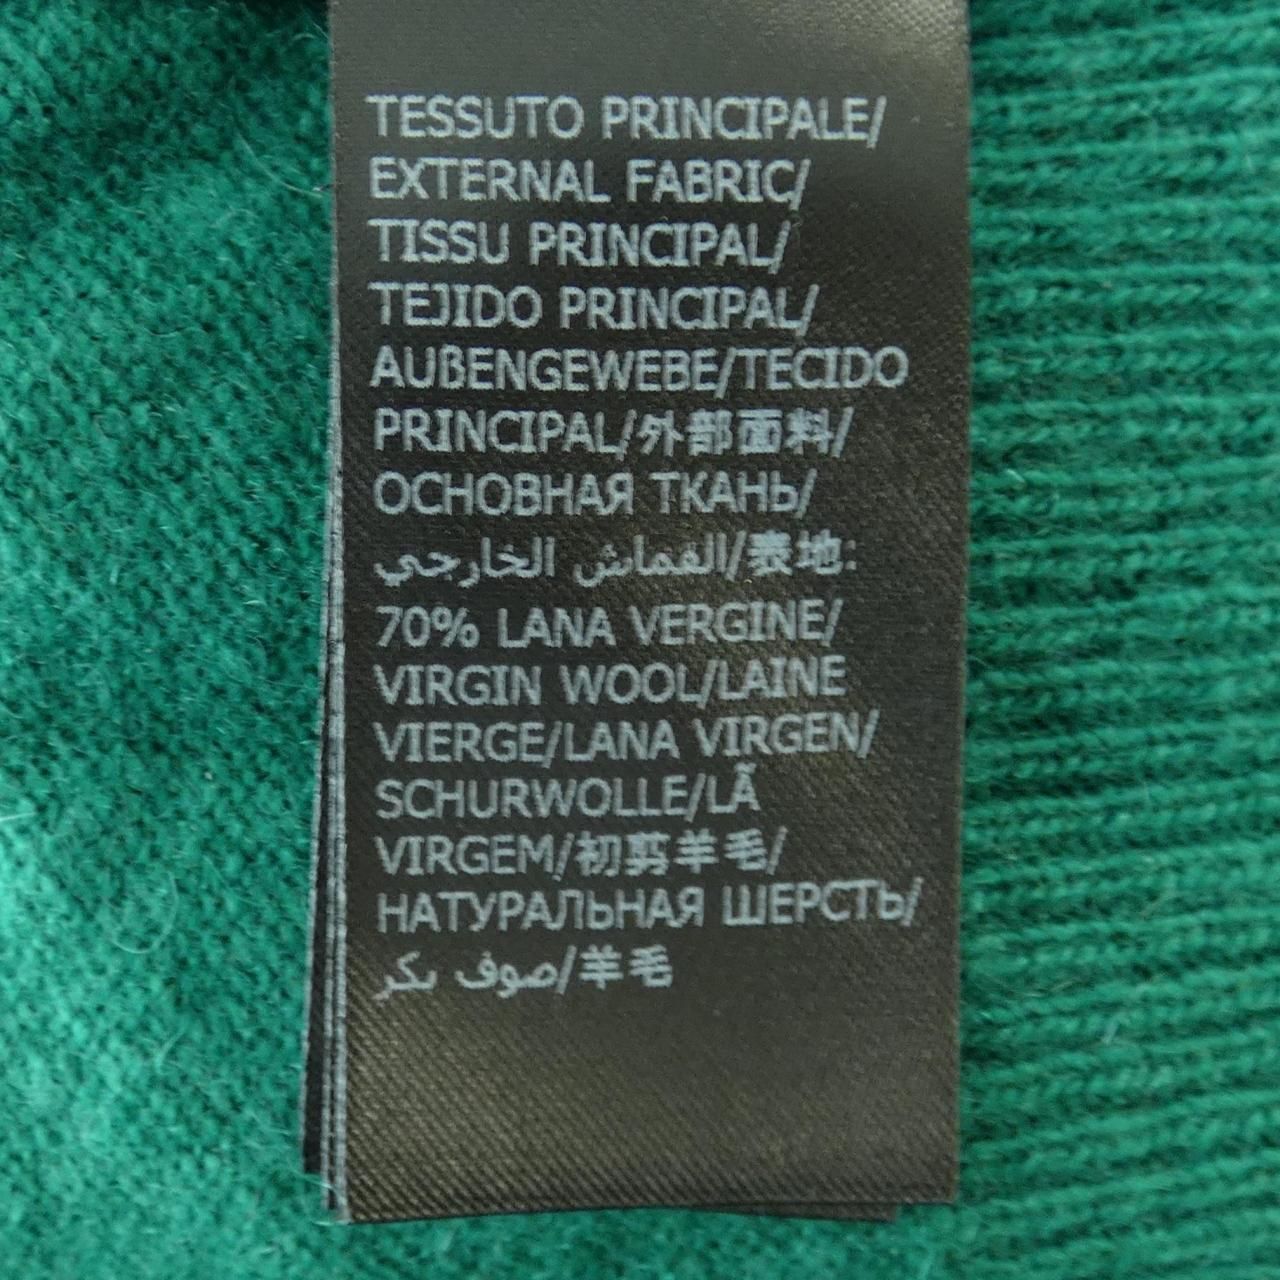 TESSUTO PRINCIPALE/
EXTERNAL FABRIC/
TISSU PRINCIPAL/
TEJIDO PRINCIPAL/
AUßENGEWEBE/TECIDO
PRINCIPAL/外部面料/
ОСНОВНАЯ ТКАНЬ/
القماش الخارجي/表地:
70% LANA VERGINE/
VIRGIN WOOL/LAINE
VIERGE/LANA VIRGEN/
SCHURWOLLE/LÃ
VIRGEM/初剪羊毛/
НАТУРАЛЬНАЯ ШЕРСТЬ/
صوف بكر/羊毛